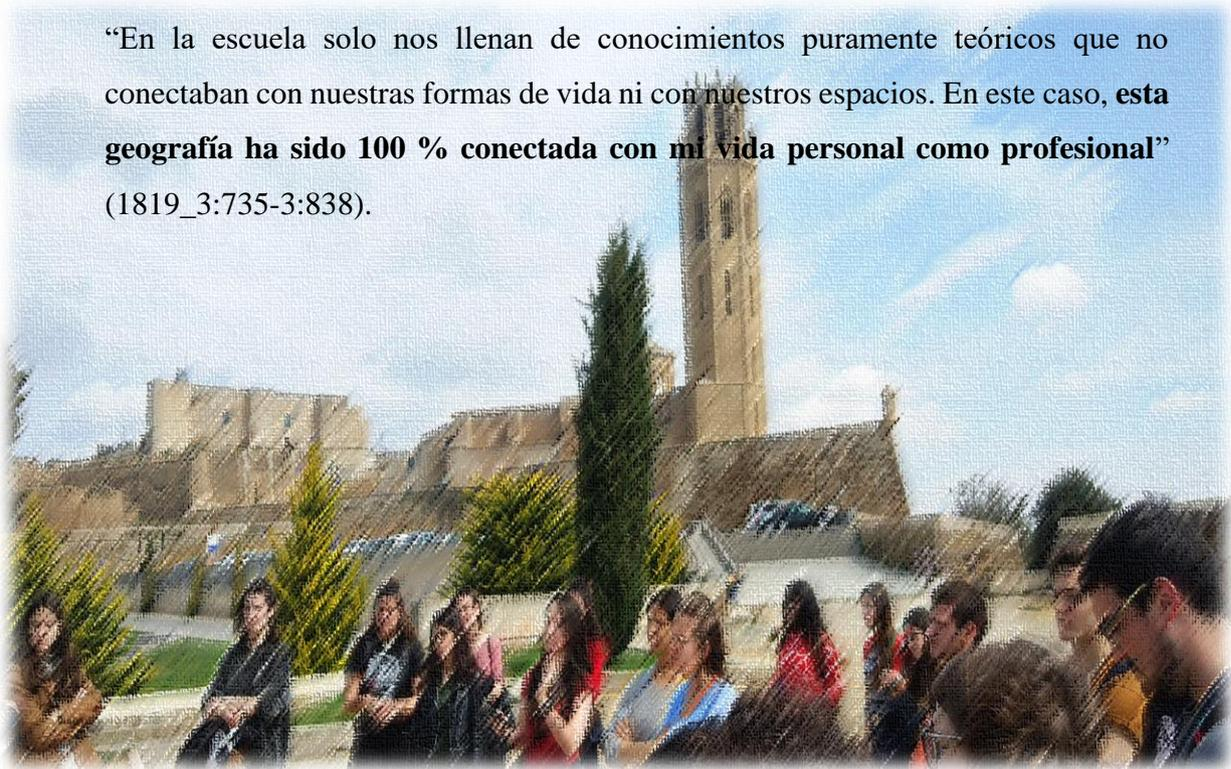 “En la escuela solo nos llenan de conocimientos puramente teóricos que no
conectaban con nuestras formas de vida ni con nuestros espacios. En este caso, esta
geografía ha sido 100 % conectada con mi vida personal como profesional”
(1819_3:735-3:838).